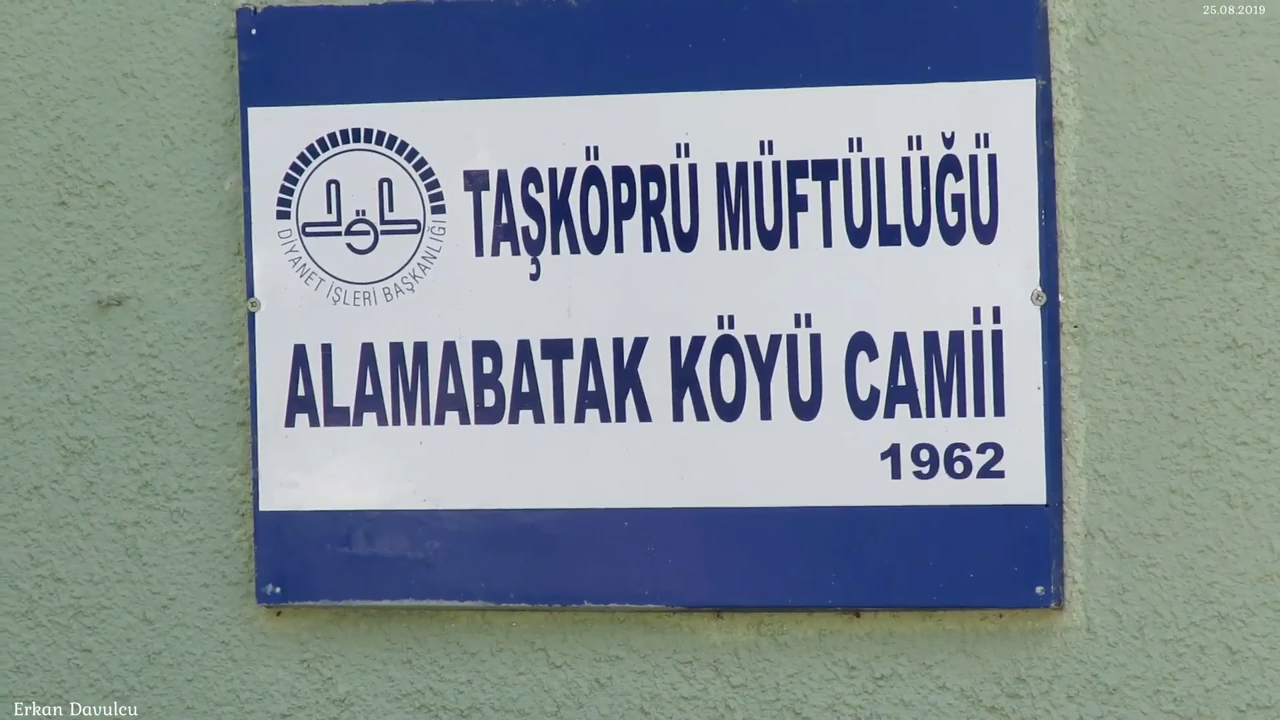 25.08.2019
TAŞKÖPRÜ MÜFTÜLÜĞÜ
DİYANET İŞLERİ BAŞKANLIĞI
ALAMABATAK KÖYÜ CAMİİ
1962
Erkan Davulcu